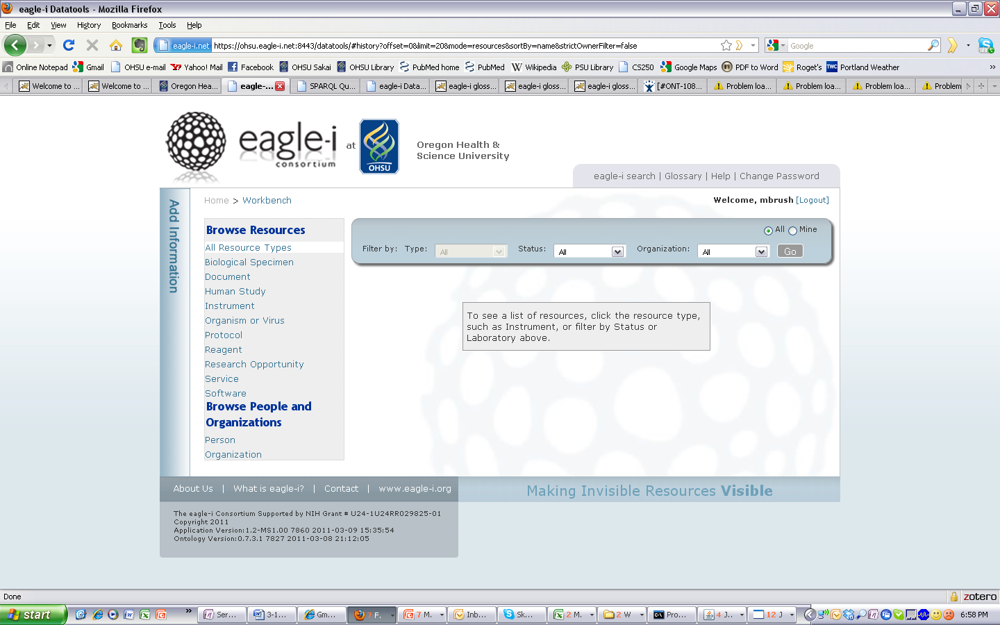 eagle-i Datatools - Mozilla Firefox
File Edit View History Bookmarks Tools Help
eagle-i.net https://ohsu.eagle-i.net:8443/datatools/#history?offset=0&limit=20&mode=resources&sortBy=name&strictOwnerFilter=false Google
Online Notepad Gmail OHSU e-mail Yahoo! Mail Facebook OHSU Sakai OHSU Library PubMed home PubMed Wikipedia PSU Library CS250 Google Maps PDF to Word Roget's TWC Portland Weather »
Welcome to ... Welcome to ... Oregon Hea... eagle-... SPARQL Qu... eagle-i Data... eagle-i gloss... eagle-i gloss... eagle-i gloss... [#ONT-108... Problem loa... Problem loa... Problem loa... Problem
eagle-i
consortium
at
OHSU
Oregon Health &
Science University
eagle-i search | Glossary | Help | Change Password
Add Information
Home > Workbench
Welcome, mbrush [Logout]
Browse Resources
All Resource Types
Biological Specimen
Document
Human Study
Instrument
Organism or Virus
Protocol
Reagent
Research Opportunity
Service
Software
Browse People and
Organizations
Person
Organization
All Mine
Filter by: Type: All Status: All Organization: All Go
To see a list of resources, click the resource type,
such as Instrument, or filter by Status or
Laboratory above.
About Us | What is eagle-i? | Contact | www.eagle-i.org
Making Invisible Resources Visible
The eagle-i Consortium Supported by NIH Grant # U24-1U24RR029825-01
Copyright 2011
Application Version:1.2-MS1.00 7860 2011-03-09 15:35:54
Ontology Version:0.7.3.1 7827 2011-03-08 21:12:05
Done
zotero
start » Ser... 3-1... Gm... 7 F. 7 M. Inb... Sk... 2 M. 2 W Pro... 4 J.. 12 J 6:58 PM